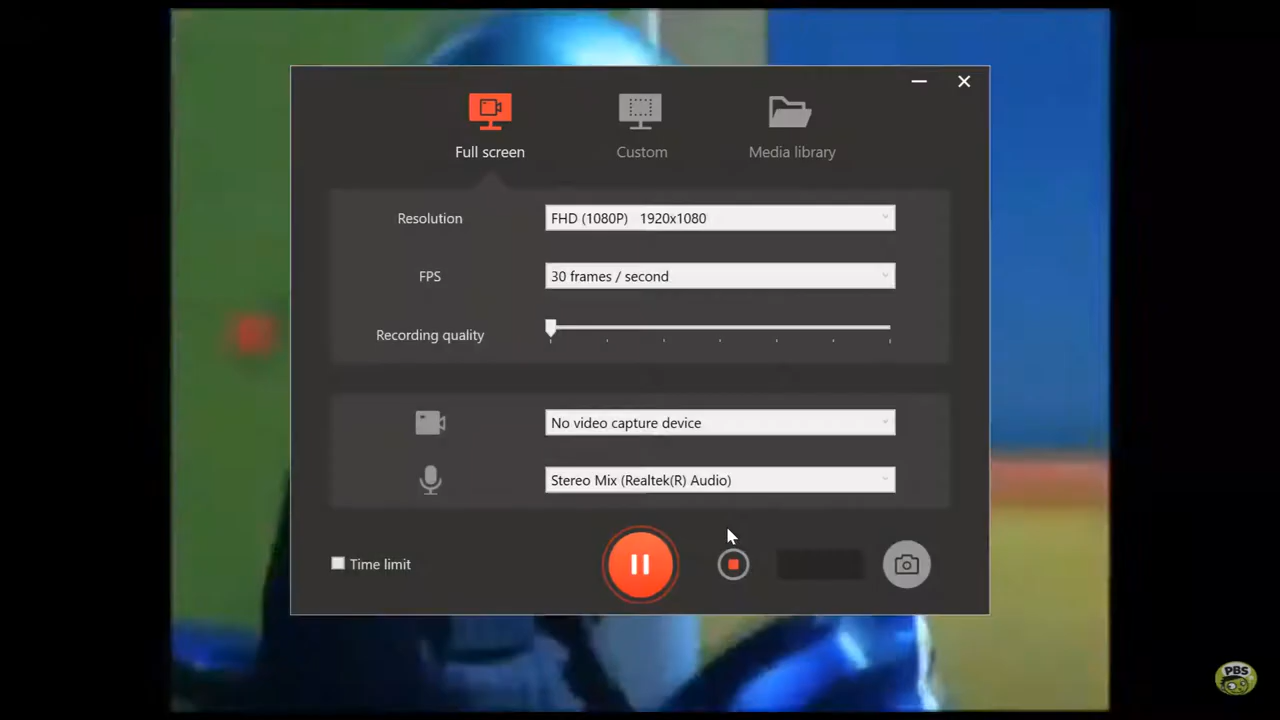 Full screen
Custom
Media library
Resolution
FHD (1080P) 1920x1080
FPS
30 frames / second
Recording quality
No video capture device
Stereo Mix (Realtek(R) Audio)
Time limit
PBS